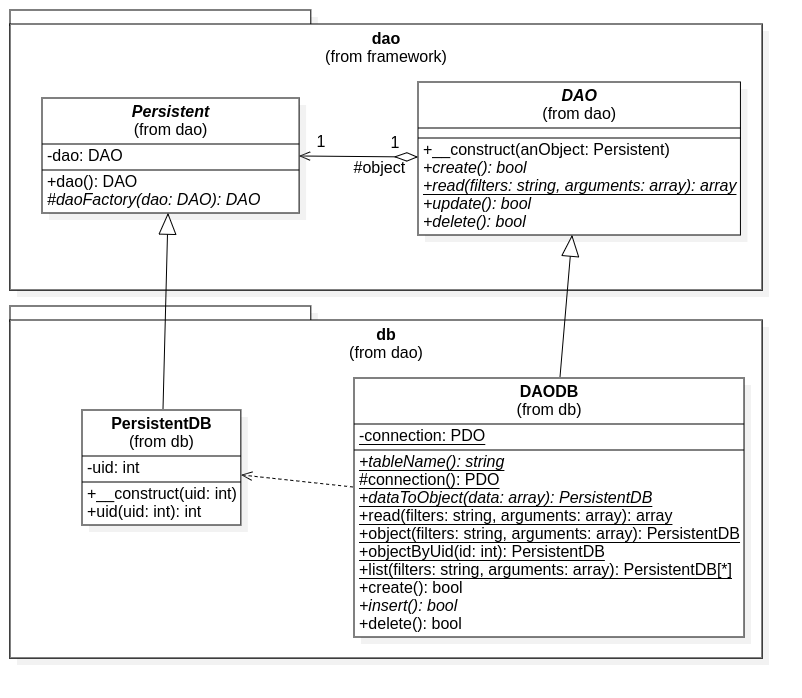 dao
(from framework)
Persistent
(from dao)
-dao: DAO
+dao(): DAO
#daoFactory(dao: DAO): DAO
1
1
#object
DAO
(from dao)
+__construct(anObject: Persistent)
+create(): bool
+read(filters: string, arguments: array): array
+update(): bool
+delete(): bool
db
(from dao)
PersistentDB
(from db)
-uid: int
+__construct(uid: int)
+uid(uid: int): int
DAODB
(from db)
-connection: PDO
+tableName(): string
#connection(): PDO
+dataToObject(data: array): PersistentDB
+read(filters: string, arguments: array): array
+object(filters: string, arguments: array): PersistentDB
+objectByUid(id: int): PersistentDB
+list(filters: string, arguments: array): PersistentDB[*]
+create(): bool
+insert(): bool
+delete(): bool